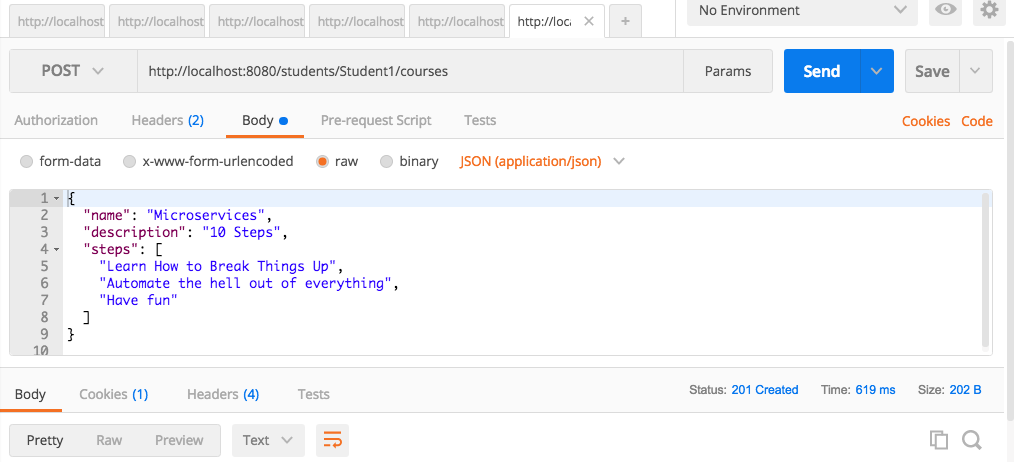 http://localhost http://localhost http://localhost http://localhost http://localhost http://loca + No Environment
POST http://localhost:8080/students/Student1/courses Params Send Save
Authorization Headers (2) Body Pre-request Script Tests Cookies Code
form-data x-www-form-urlencoded raw binary JSON (application/json)
1 {
2 "name": "Microservices",
3 "description": "10 Steps",
4 "steps": [
5 "Learn How to Break Things Up",
6 "Automate the hell out of everything",
7 "Have fun"
8 ]
9 }
10
Body Cookies (1) Headers (4) Tests Status: 201 Created Time: 619 ms Size: 202 B
Pretty Raw Preview Text